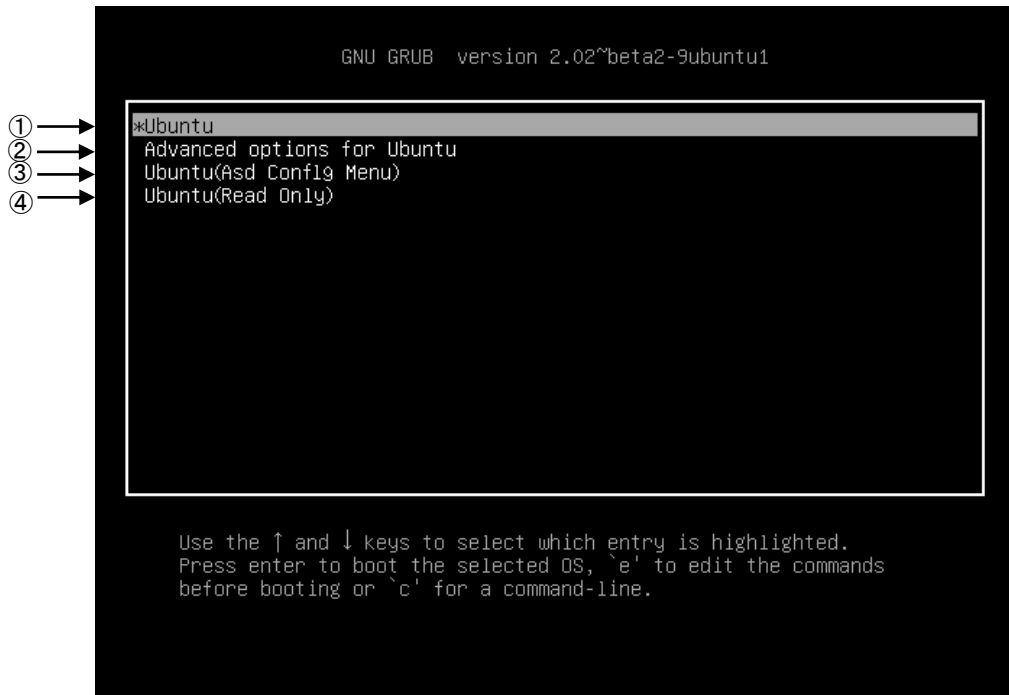 GNU GRUB version 2.02~beta2-9ubuntu1
① *Ubuntu
② Advanced options for Ubuntu
③ Ubuntu(Asd Conflg Menu)
④ Ubuntu(Read Only)
Use the ↑ and ↓ keys to select which entry is highlighted.
Press enter to boot the selected OS, `e' to edit the commands
before booting or `c' for a command-line.